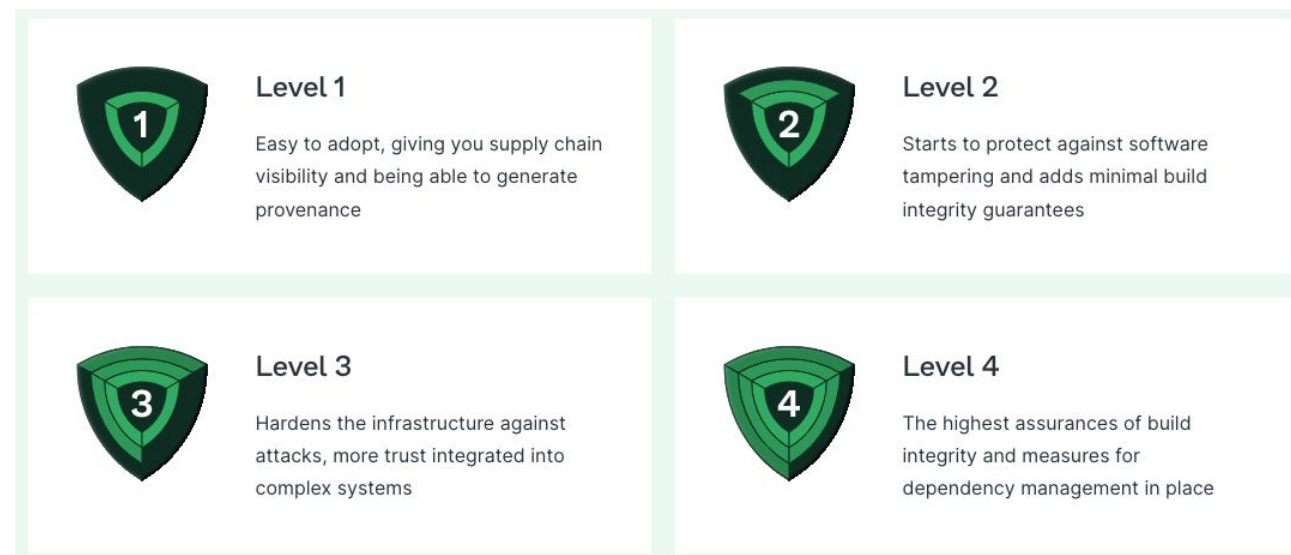 1
Level 1
Easy to adopt, giving you supply chain
visibility and being able to generate
provenance
2
Level 2
Starts to protect against software
tampering and adds minimal build
integrity guarantees
3
Level 3
Hardens the infrastructure against
attacks, more trust integrated into
complex systems
4
Level 4
The highest assurances of build
integrity and measures for
dependency management in place